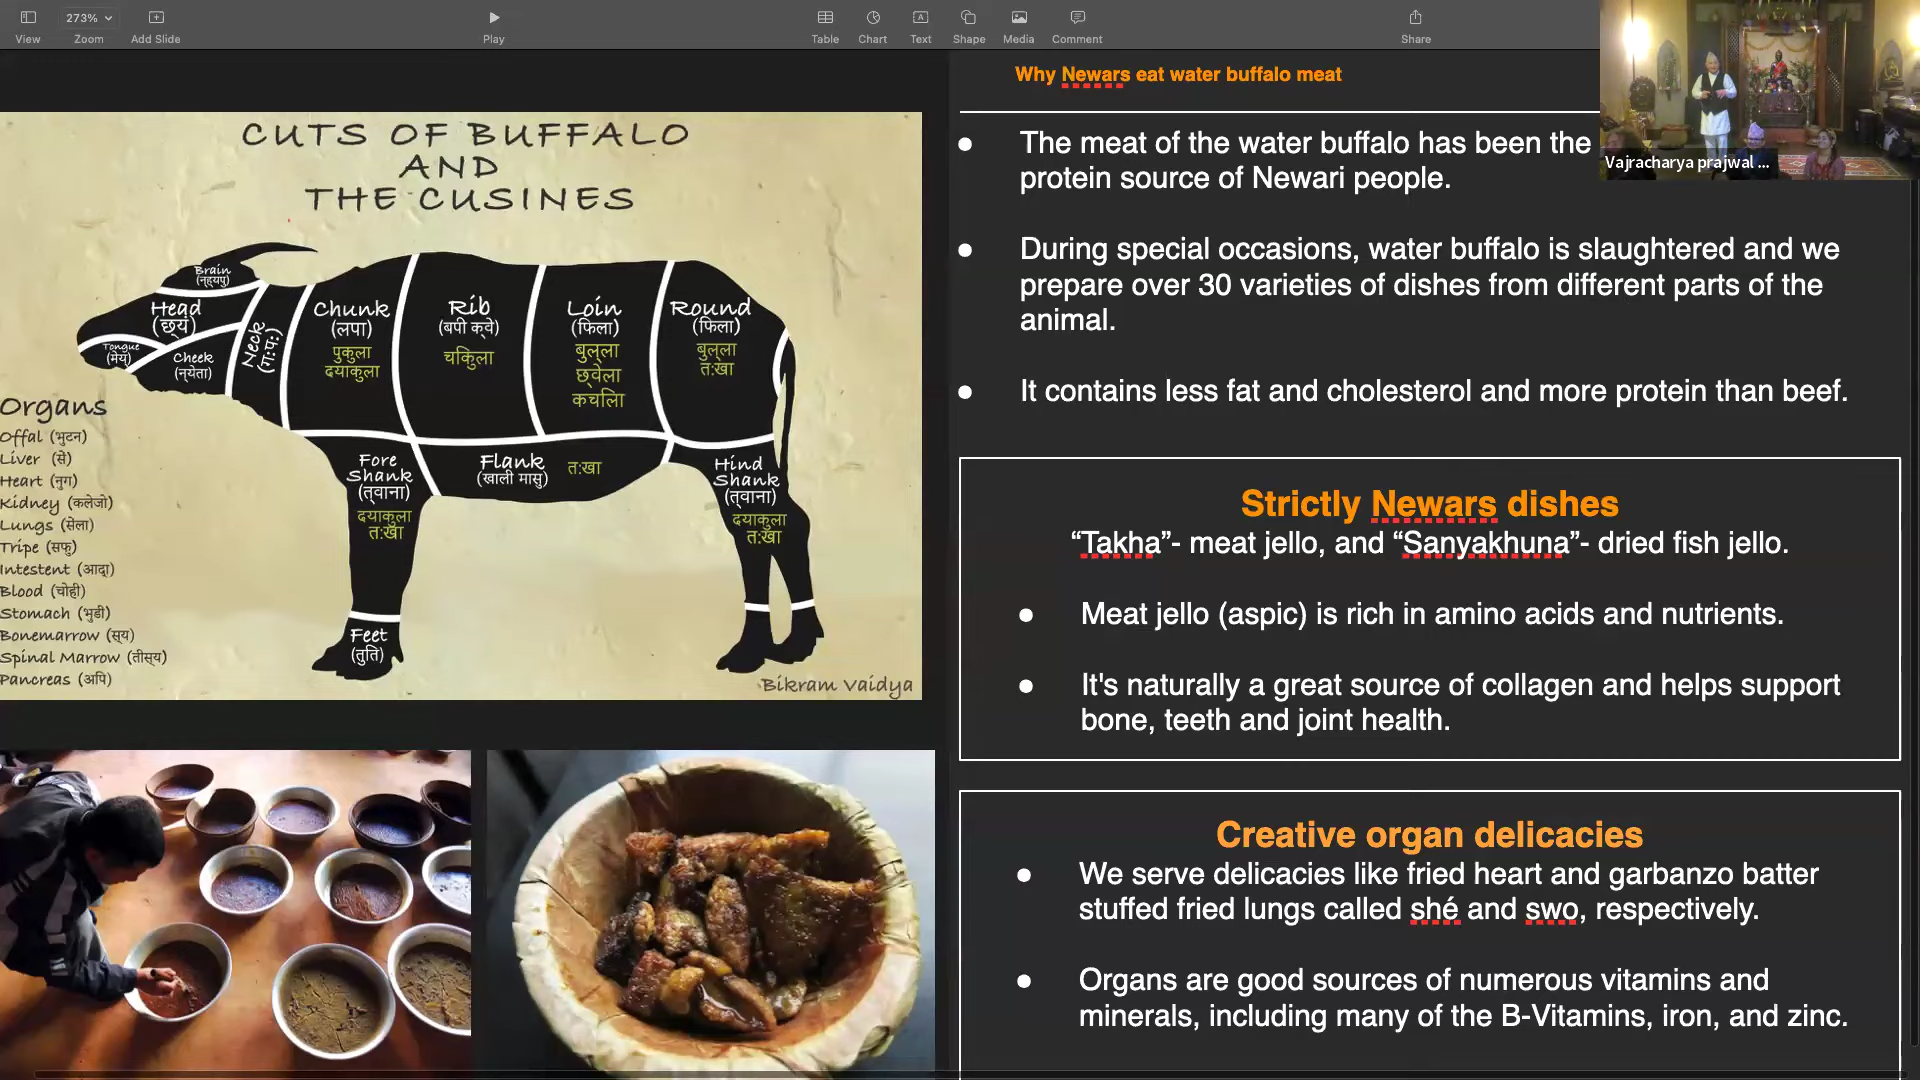 View
273%
Zoom
Add Slide
Play
Table
Chart
Text
Shape
Media
Comment
Share
CUTS OF BUFFALO
AND
THE CUSINES
Brain
(न्ह्यपु)
Head
(छ्यं)
Tongue
(मेय्)
Cheek
(न्येता)
Neck
(ग:प:)
Chunk
(लपा)
पुकुला
दयाकुला
Rib
(बपी क्वे)
चकुिला
Loin
(फिला)
बुल्ला
छ्वेला
कचलिा
Round
(फिला)
बुल्ला
त:खा
Fore
Shank
(त्वाना)
दयाकुला
त:खा
Flank
(खाली मासु)
त:खा
Hind
Shank
(त्वाना)
दयाकुला
त:खा
Feet
(तुति)
Organs
Offal (भुटन)
Liver (सें)
Heart (नुग)
Kidney (कलेजो)
Lungs (सेला)
Tripe (सफु)
Intestent (आद्रा)
Blood (चोही)
Stomach (भुडी)
Bonemarrow (स्य)
Spinal Marrow (तीस्य)
Pancreas (अपि)
Bikram Vaidya
Why Newars eat water buffalo meat
● The meat of the water buffalo has been the
protein source of Newari people.
● During special occasions, water buffalo is slaughtered and we
prepare over 30 varieties of dishes from different parts of the
animal.
● It contains less fat and cholesterol and more protein than beef.
Strictly Newars dishes
“Takha”- meat jello, and “Sanyakhuna”- dried fish jello.
● Meat jello (aspic) is rich in amino acids and nutrients.
● It's naturally a great source of collagen and helps support
bone, teeth and joint health.
Creative organ delicacies
● We serve delicacies like fried heart and garbanzo batter
stuffed fried lungs called shé and swo, respectively.
● Organs are good sources of numerous vitamins and
minerals, including many of the B-Vitamins, iron, and zinc.
Vajracharya prajwal ...